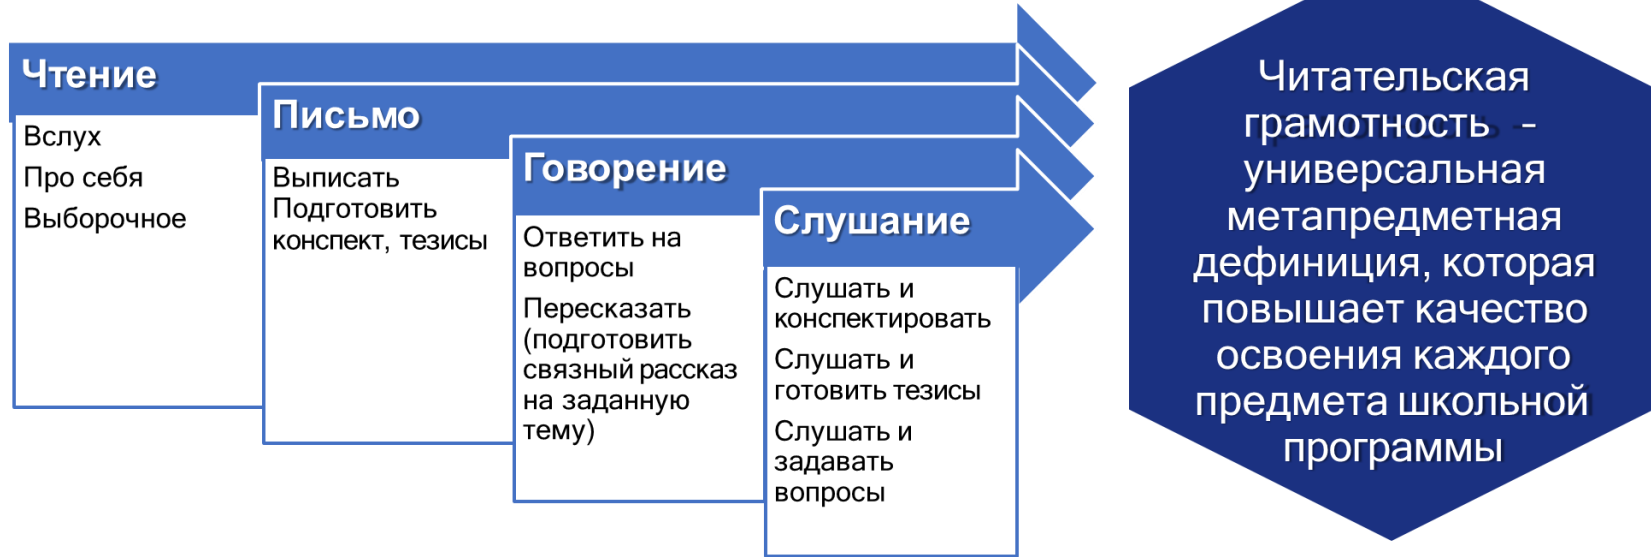 Чтение
Вслух
Про себя
Выборочное
Письмо
Выписать
Подготовить
конспект, тезисы
Говорение
Ответить на
вопросы
Пересказать
(подготовить
связный рассказ
на заданную
тему)
Слушание
Слушать и
конспектировать
Слушать и
готовить тезисы
Слушать и
задавать
вопросы
Читательская
грамотность –
универсальная
метапредметная
дефиниция, которая
повышает качество
освоения каждого
предмета школьной
программы